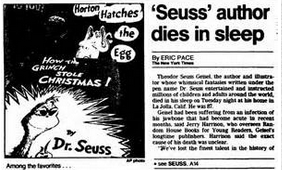 Horton
Hatches
the
Egg
HOW THE
GRINCH
STOLE
CHRISTMAS!
By
Dr. Seuss
AP photo
Among the favorites . . .
'Seuss' author
dies in sleep
By ERIC PACE
The New York Times
Theodor Seuss Geisel, the author and illustra-
tor whose whimsical fantasies written under the
pen name Dr. Seuss entertained and instructed
millions of children and adults around the world,
died in his sleep on Tuesday night at his home in
La Jolla, Calif. He was 87.
Geisel had been suffering from an infection of
his jawbone that had become acute in recent
months, said Jerry Harrison, who oversees Ran-
dom House Books for Young Readers, Geisel's
longtime publishers. Harrison said the exact
cause of his death was unclear.
"We've lost the finest talent in the history of
see SEUSS, A14